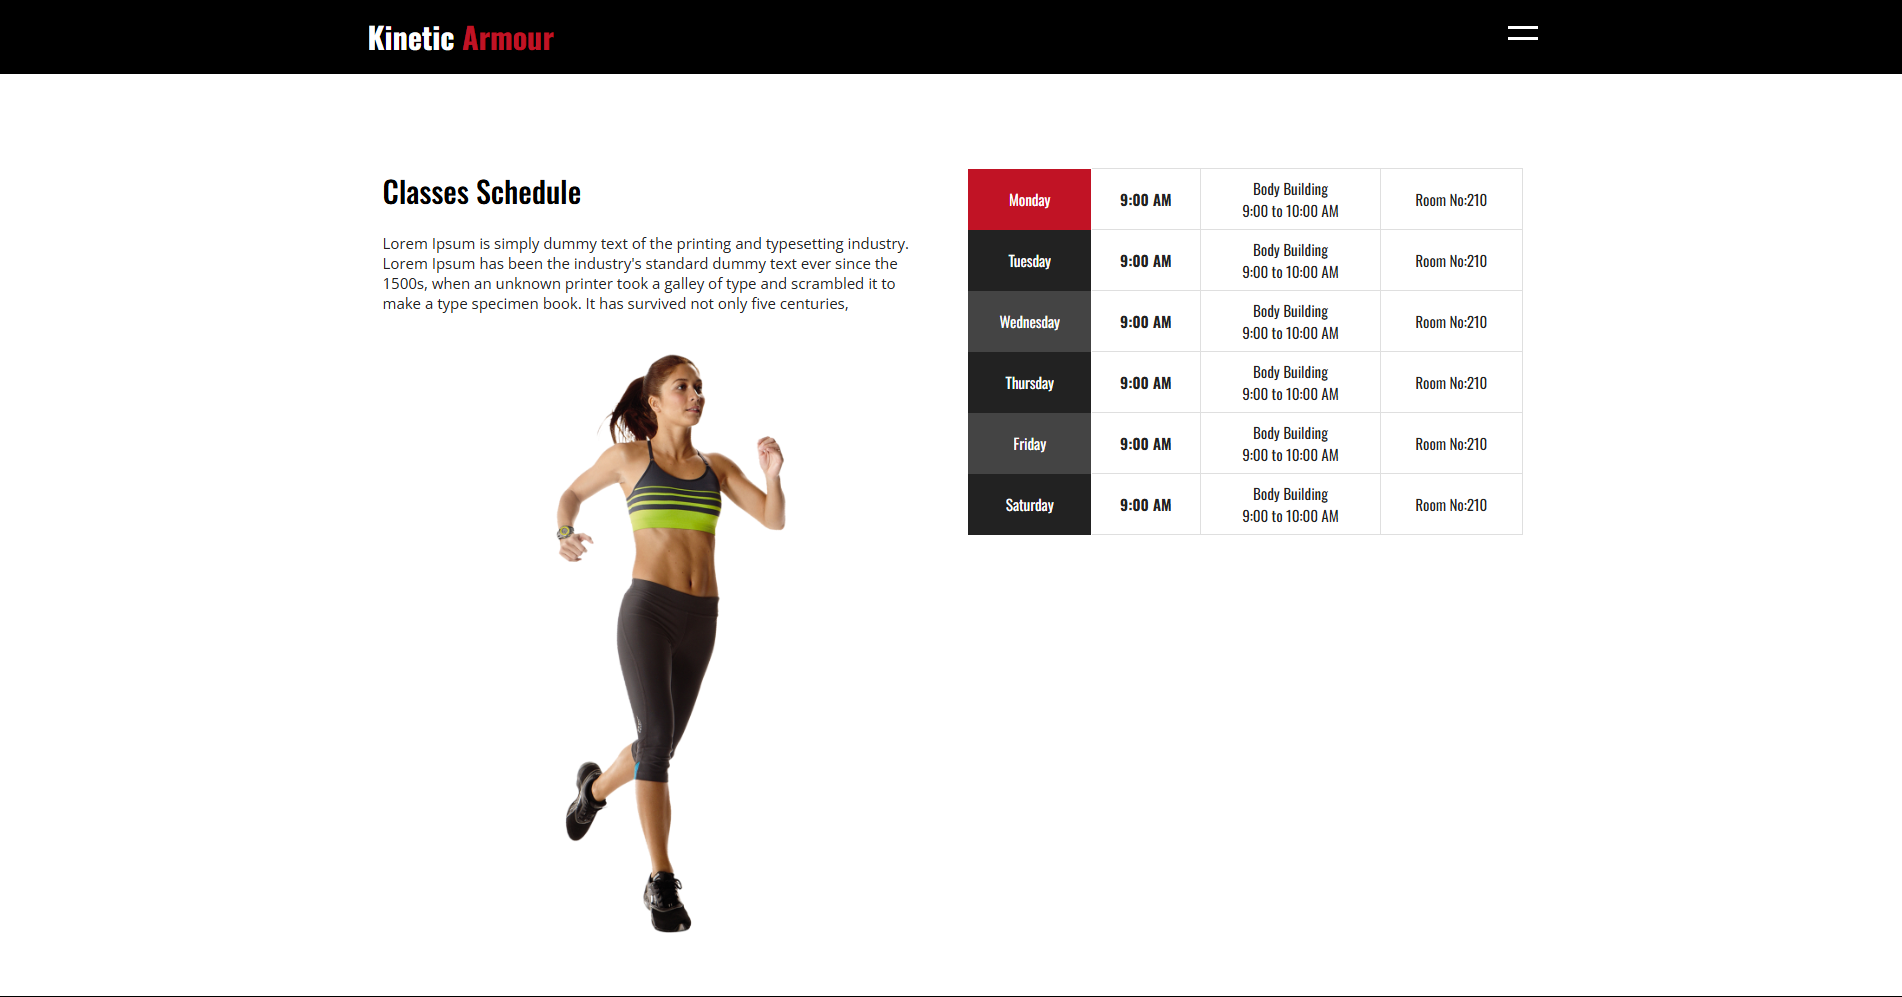 Kinetic Armour
Classes Schedule
Lorem Ipsum is simply dummy text of the printing and typesetting industry.
Lorem Ipsum has been the industry's standard dummy text ever since the
1500s, when an unknown printer took a galley of type and scrambled it to
make a type specimen book. It has survived not only five centuries,
Monday
9:00 AM
Body Building
9:00 to 10:00 AM
Room No:210
Tuesday
9:00 AM
Body Building
9:00 to 10:00 AM
Room No:210
Wednesday
9:00 AM
Body Building
9:00 to 10:00 AM
Room No:210
Thursday
9:00 AM
Body Building
9:00 to 10:00 AM
Room No:210
Friday
9:00 AM
Body Building
9:00 to 10:00 AM
Room No:210
Saturday
9:00 AM
Body Building
9:00 to 10:00 AM
Room No:210